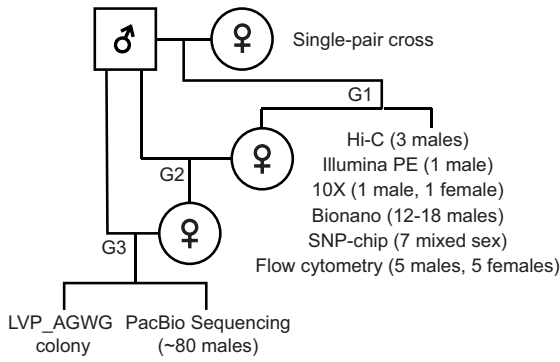 Single-pair cross
G1
Hi-C (3 males)
Illumina PE (1 male)
10X (1 male, 1 female)
Bionano (12-18 males)
SNP-chip (7 mixed sex)
Flow cytometry (5 males, 5 females)
G2
G3
LVP_AGWG
colony
PacBio Sequencing
(~80 males)